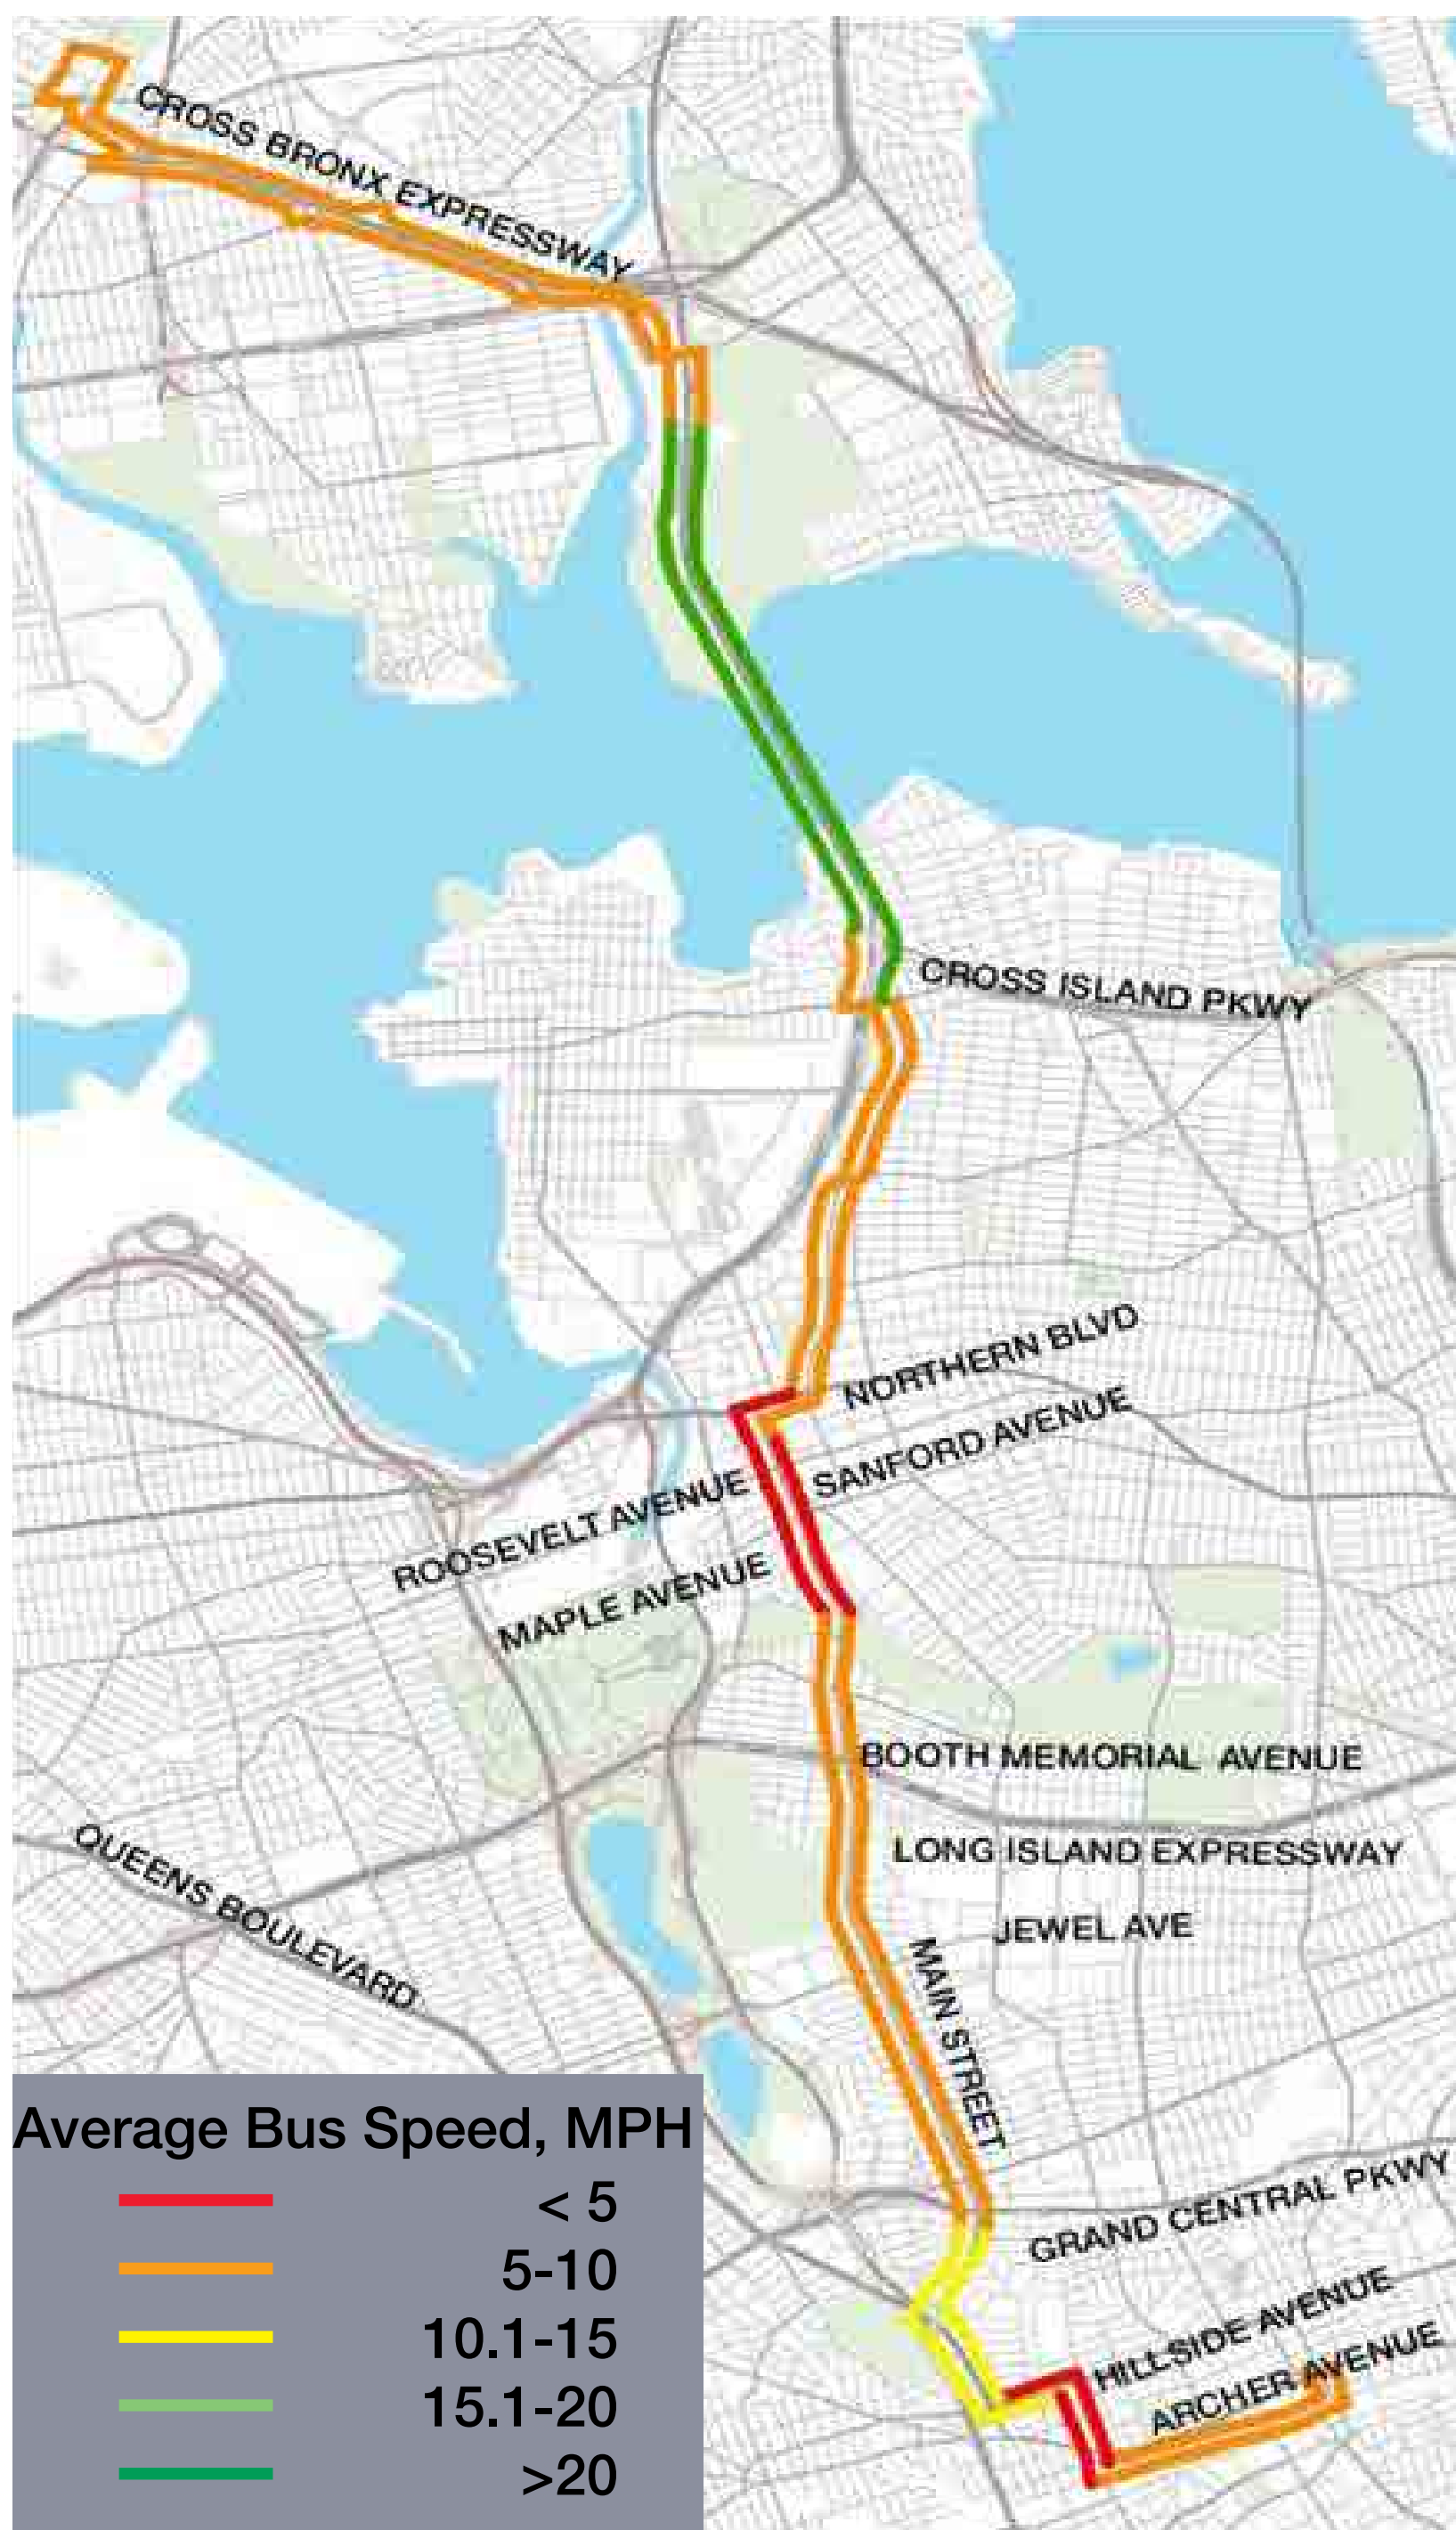 CROSS BRONX EXPRESSWAY
CROSS ISLAND PKWY
NORTHERN BLVD
SANFORD AVENUE
ROOSEVELT AVENUE
MAPLE AVENUE
BOOTH MEMORIAL AVENUE
LONG ISLAND EXPRESSWAY
QUEENS BOULEVARD
JEWEL AVE
MAIN STREET
GRAND CENTRAL PKWY
HILLSIDE AVENUE
ARCHER AVENUE
Average Bus Speed, MPH
< 5
5-10
10.1-15
15.1-20
>20